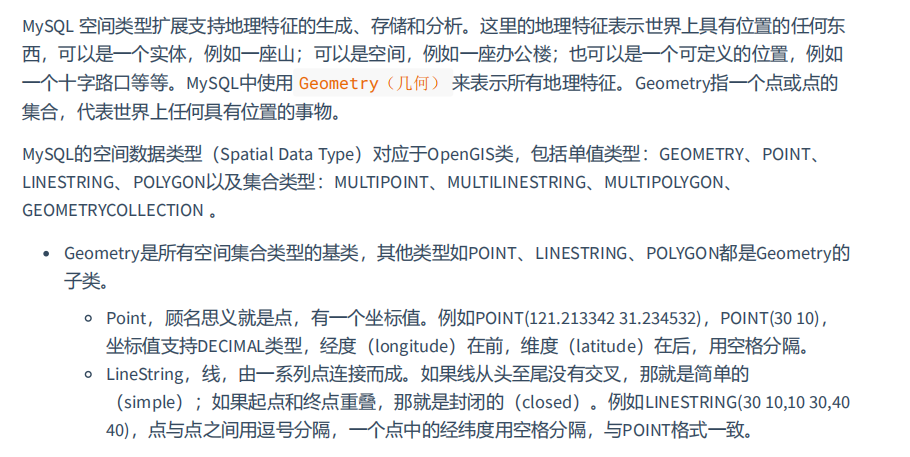 MySQL 空间类型扩展支持地理特征的生成、存储和分析。这里的地理特征表示世界上具有位置的任何东
西，可以是一个实体，例如一座山；可以是空间，例如一座办公楼；也可以是一个可定义的位置，例如
一个十字路口等等。MySQL中使用 Geometry（几何） 来表示所有地理特征。Geometry指一个点或点的
集合，代表世界上任何具有位置的事物。
MySQL的空间数据类型（Spatial Data Type）对应于OpenGIS类，包括单值类型：GEOMETRY、POINT、
LINESTRING、POLYGON以及集合类型：MULTIPOINT、MULTILINESTRING、MULTIPOLYGON、
GEOMETRYCOLLECTION 。
• Geometry是所有空间集合类型的基类，其他类型如POINT、LINESTRING、POLYGON都是Geometry的
子类。
◦ Point，顾名思义就是点，有一个坐标值。例如POINT(121.213342 31.234532)，POINT(30 10)，
坐标值支持DECIMAL类型，经度（longitude）在前，维度（latitude）在后，用空格分隔。
◦ LineString，线，由一系列点连接而成。如果线从头至尾没有交叉，那就是简单的
（simple）；如果起点和终点重叠，那就是封闭的（closed）。例如LINESTRING(30 10,10 30,40
40)，点与点之间用逗号分隔，一个点中的经纬度用空格分隔，与POINT格式一致。